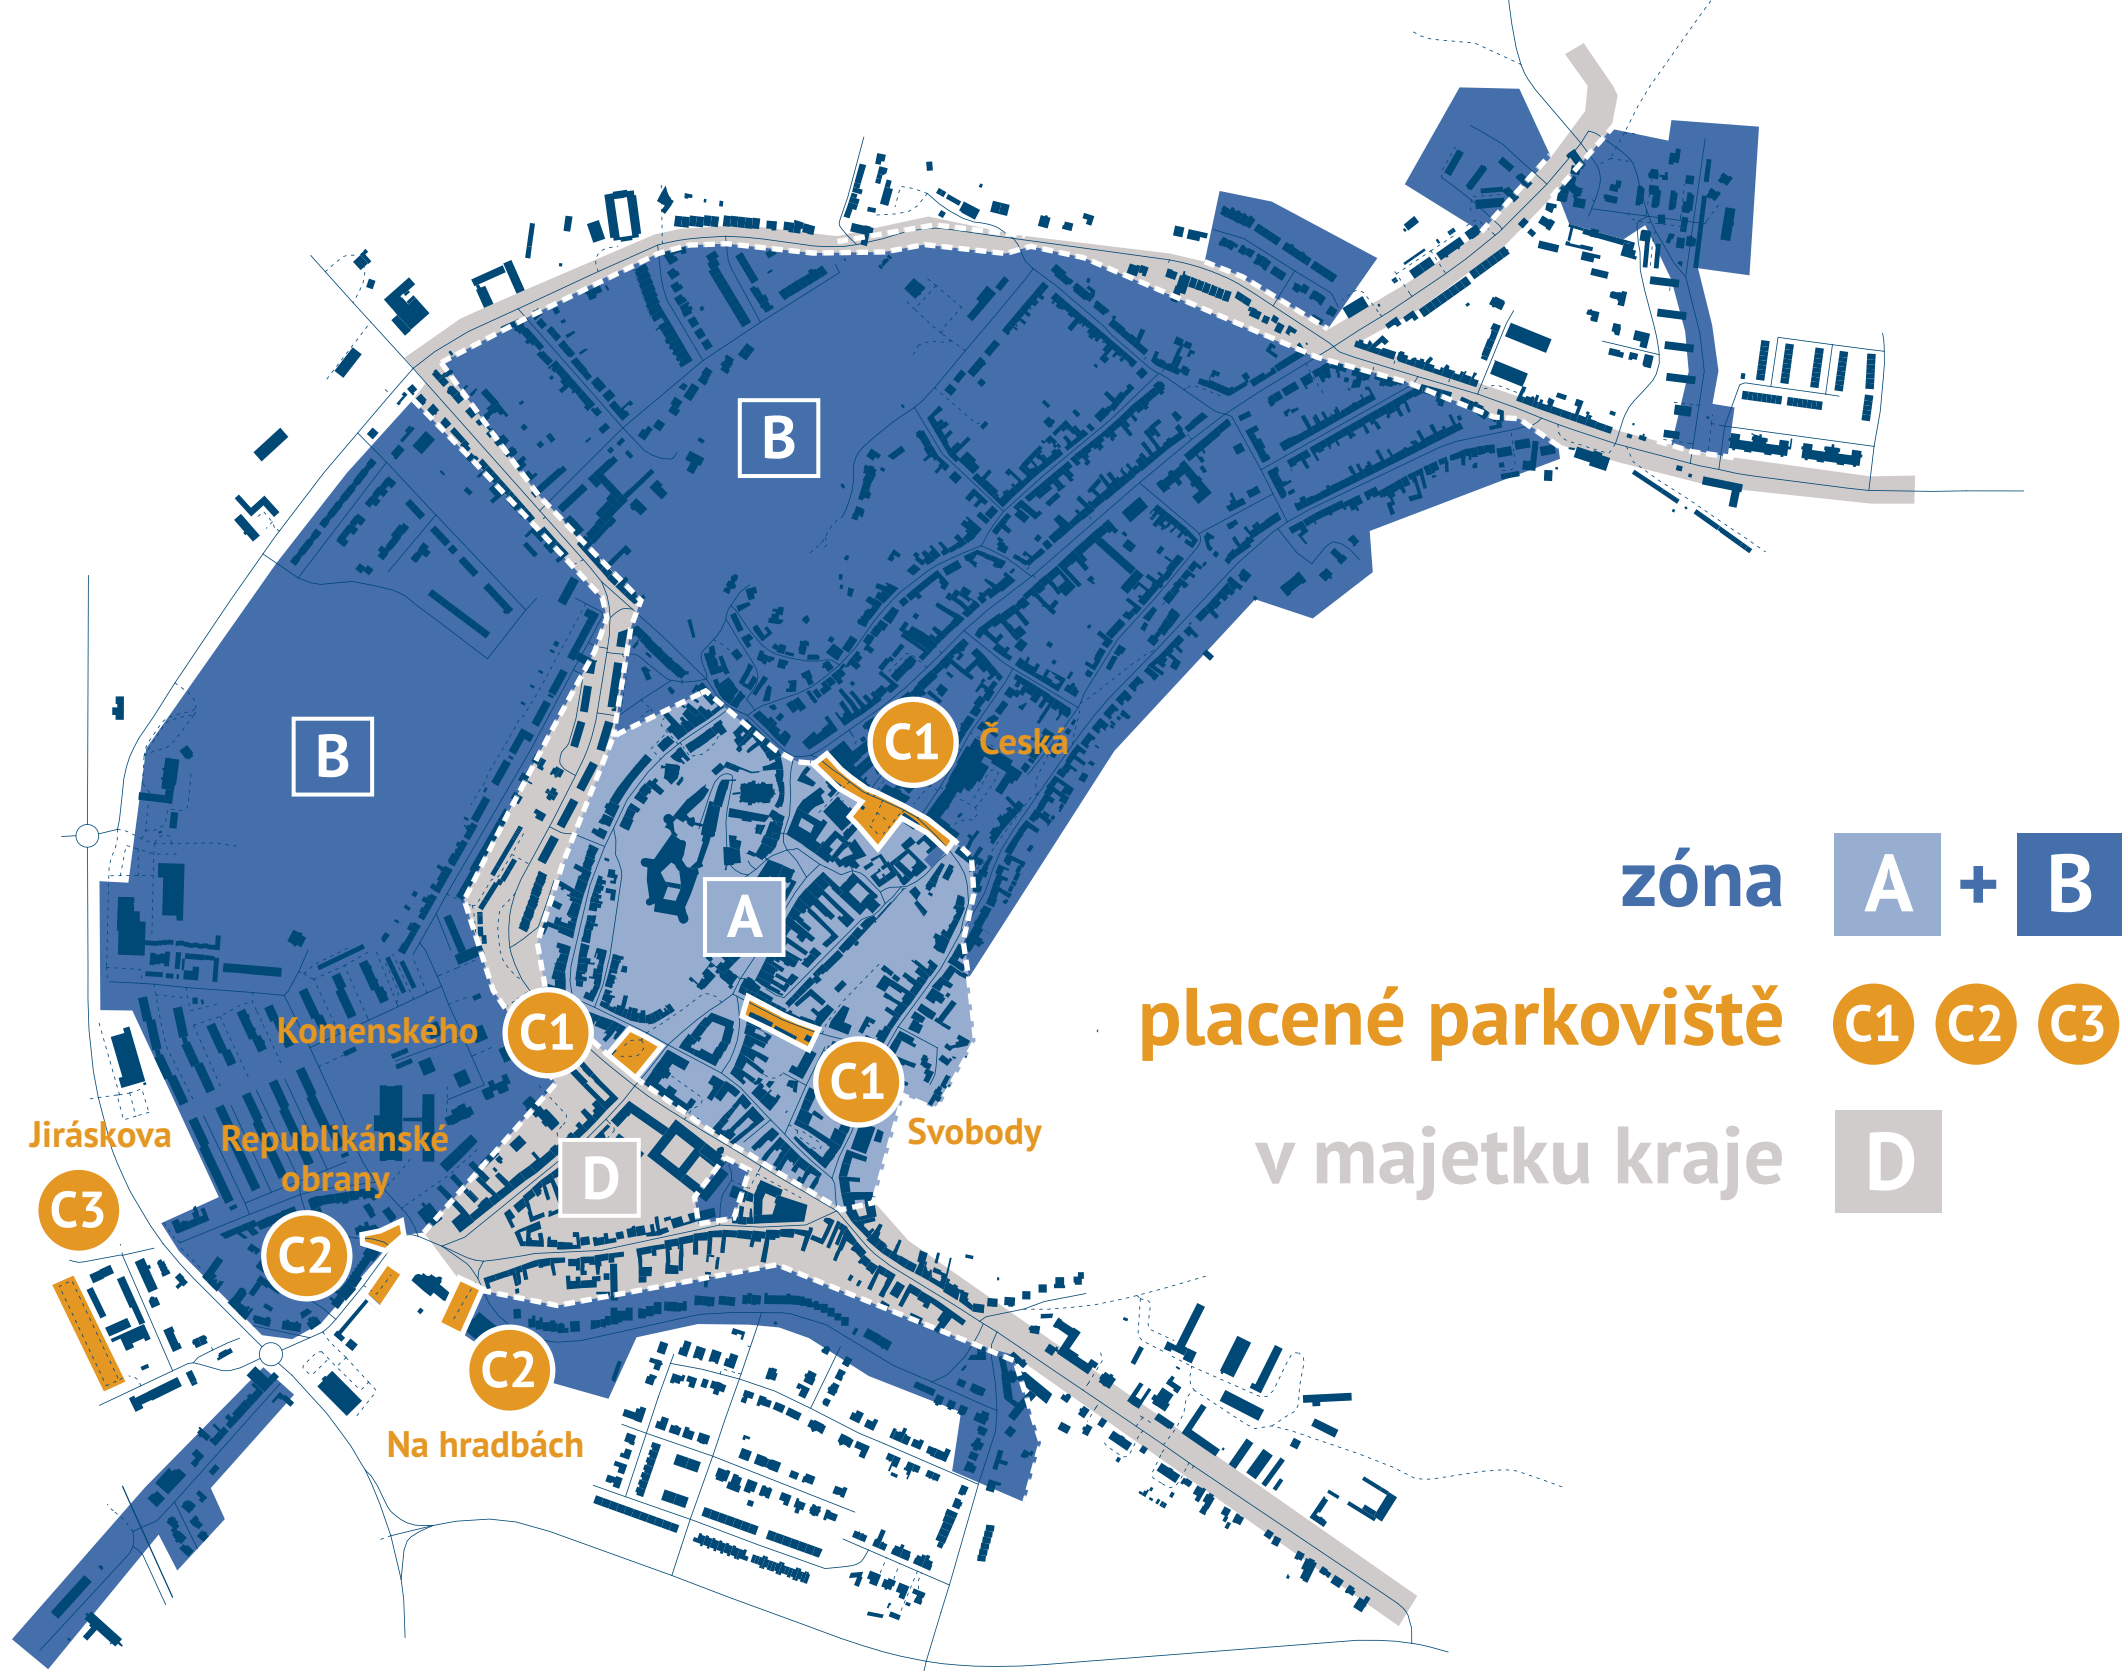 B
C1 Česká
B
zóna A + B
A
placené parkoviště C1 C2 C3
Komenského C1
C1
Svobody
Jiráskova
Republikánské
obrany
v majetku kraje D
D
C3
C2
C2
Na hradbách